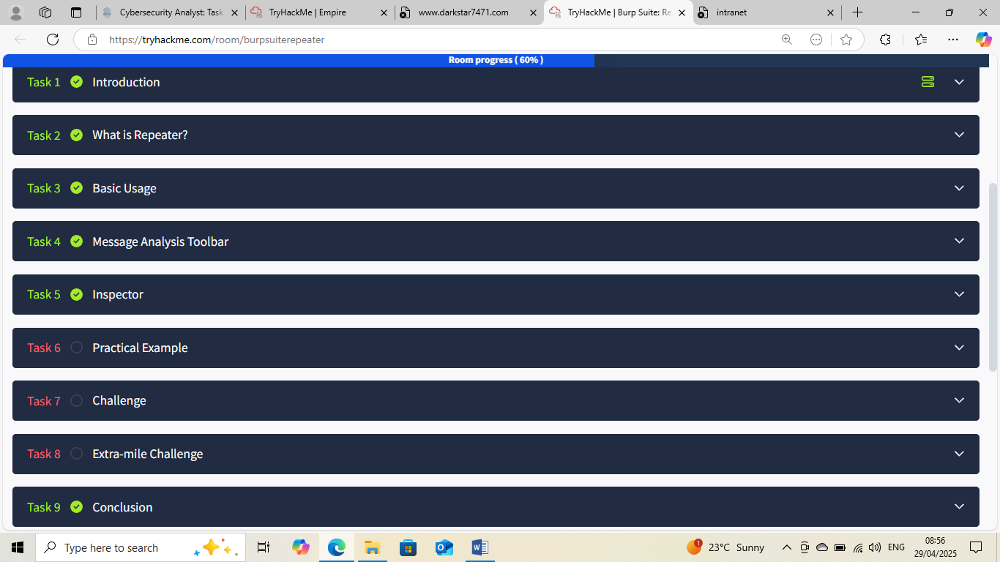 Cybersecurity Analyst: Task
TryHackMe | Empire
www.darkstar7471.com
TryHackMe | Burp Suite: Re
intranet
https://tryhackme.com/room/burpsuiterepeater
Room progress ( 60% )
Task 1 Introduction
Task 2 What is Repeater?
Task 3 Basic Usage
Task 4 Message Analysis Toolbar
Task 5 Inspector
Task 6 Practical Example
Task 7 Challenge
Task 8 Extra-mile Challenge
Task 9 Conclusion
Type here to search
1
23°C Sunny
ENG
08:56
29/04/2025